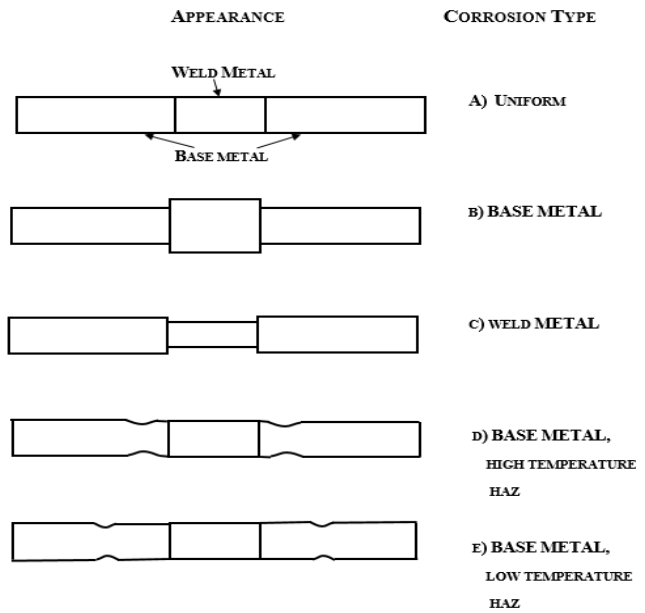 APPEARANCE CORROSION TYPE
WELD METAL
A) UNIFORM
BASE METAL
B) BASE METAL
C) WELD METAL
D) BASE METAL,
HIGH TEMPERATURE
HAZ
E) BASE METAL,
LOW TEMPERATURE
HAZ